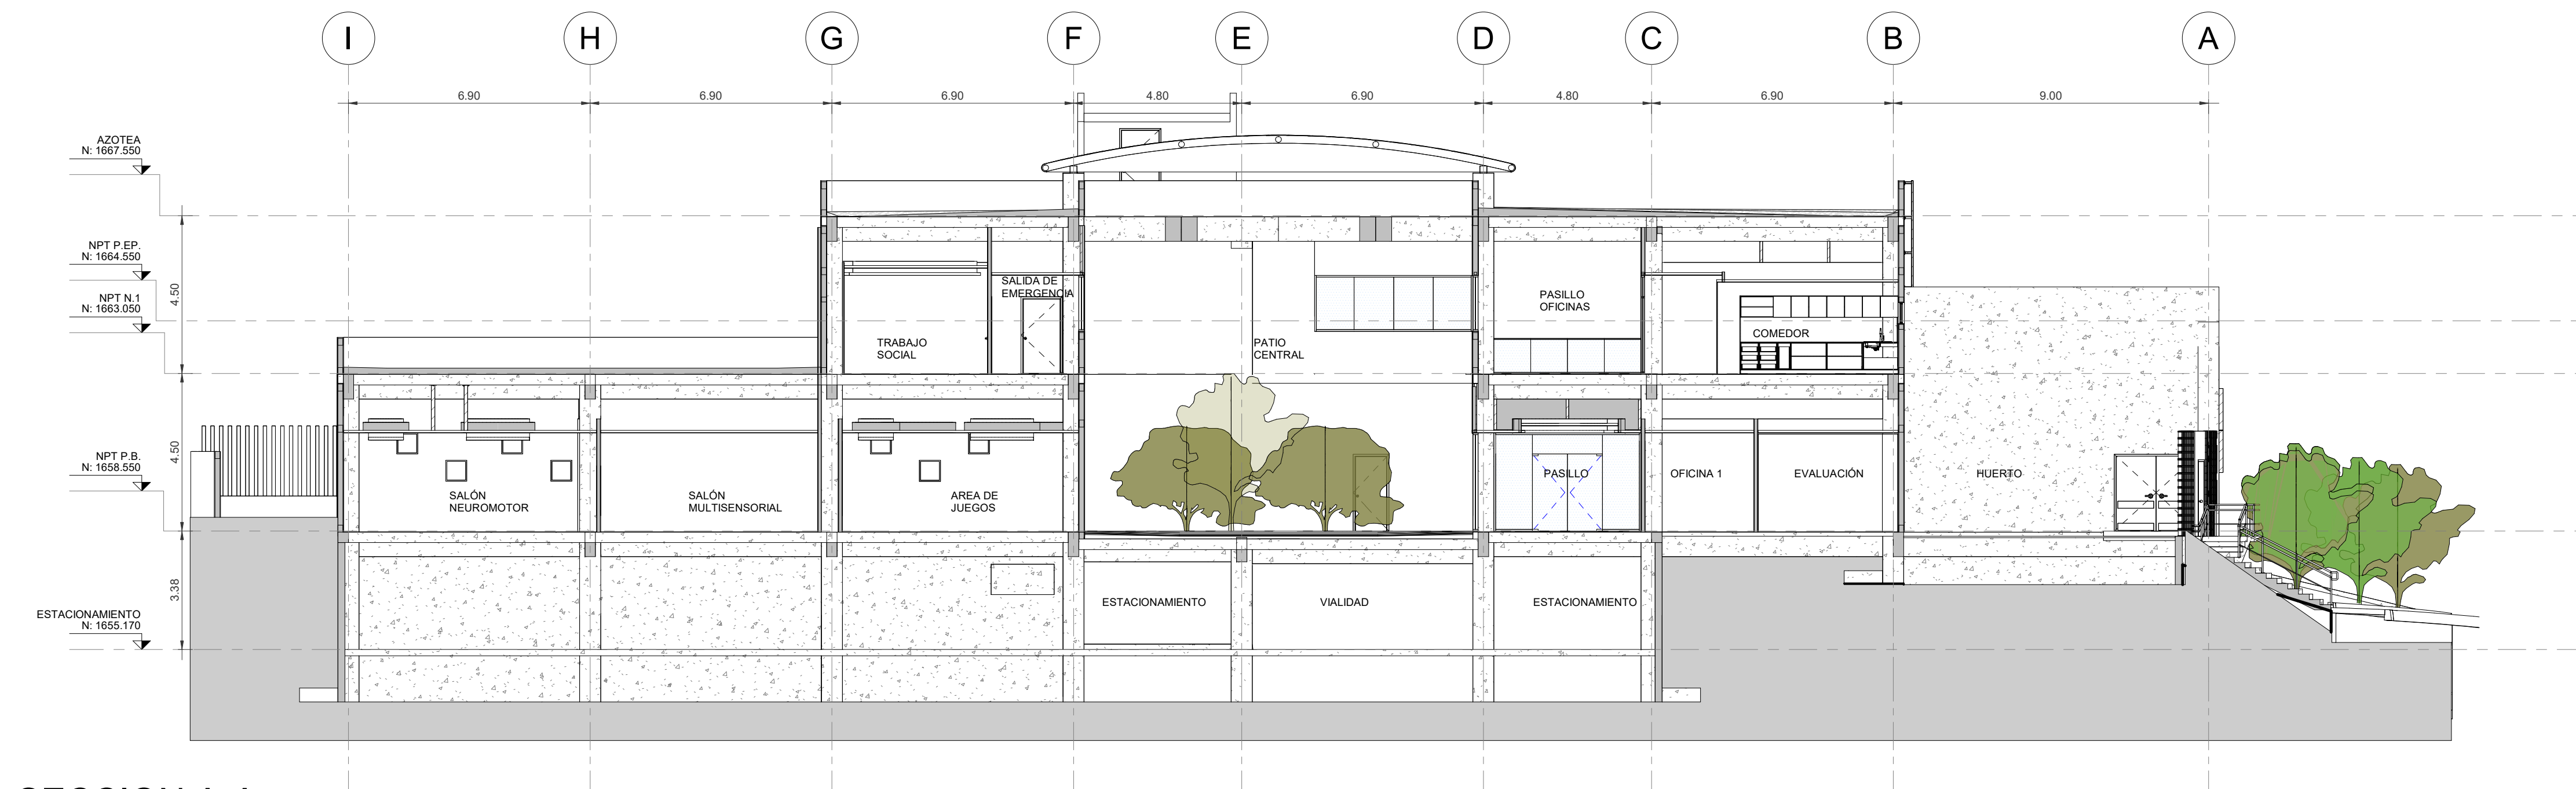 I H G F E D C B A
6.90 6.90 6.90 4.80 6.90 4.80 6.90 9.00
AZOTEA
N: 1667.550
NPT P.EP.
N: 1664.550
NPT N.1
N: 1663.050
NPT P.B.
N: 1658.550
ESTACIONAMIENTO
N: 1655.170
4.50
4.50
3.38
SALIDA DE
EMERGENCIA
TRABAJO
SOCIAL
PATIO
CENTRAL
PASILLO
OFICINAS
COMEDOR
SALÓN
NEUROMOTOR
SALÓN
MULTISENSORIAL
AREA DE
JUEGOS
PASILLO
OFICINA 1
EVALUACIÓN
HUERTO
ESTACIONAMIENTO
VIALIDAD
ESTACIONAMIENTO